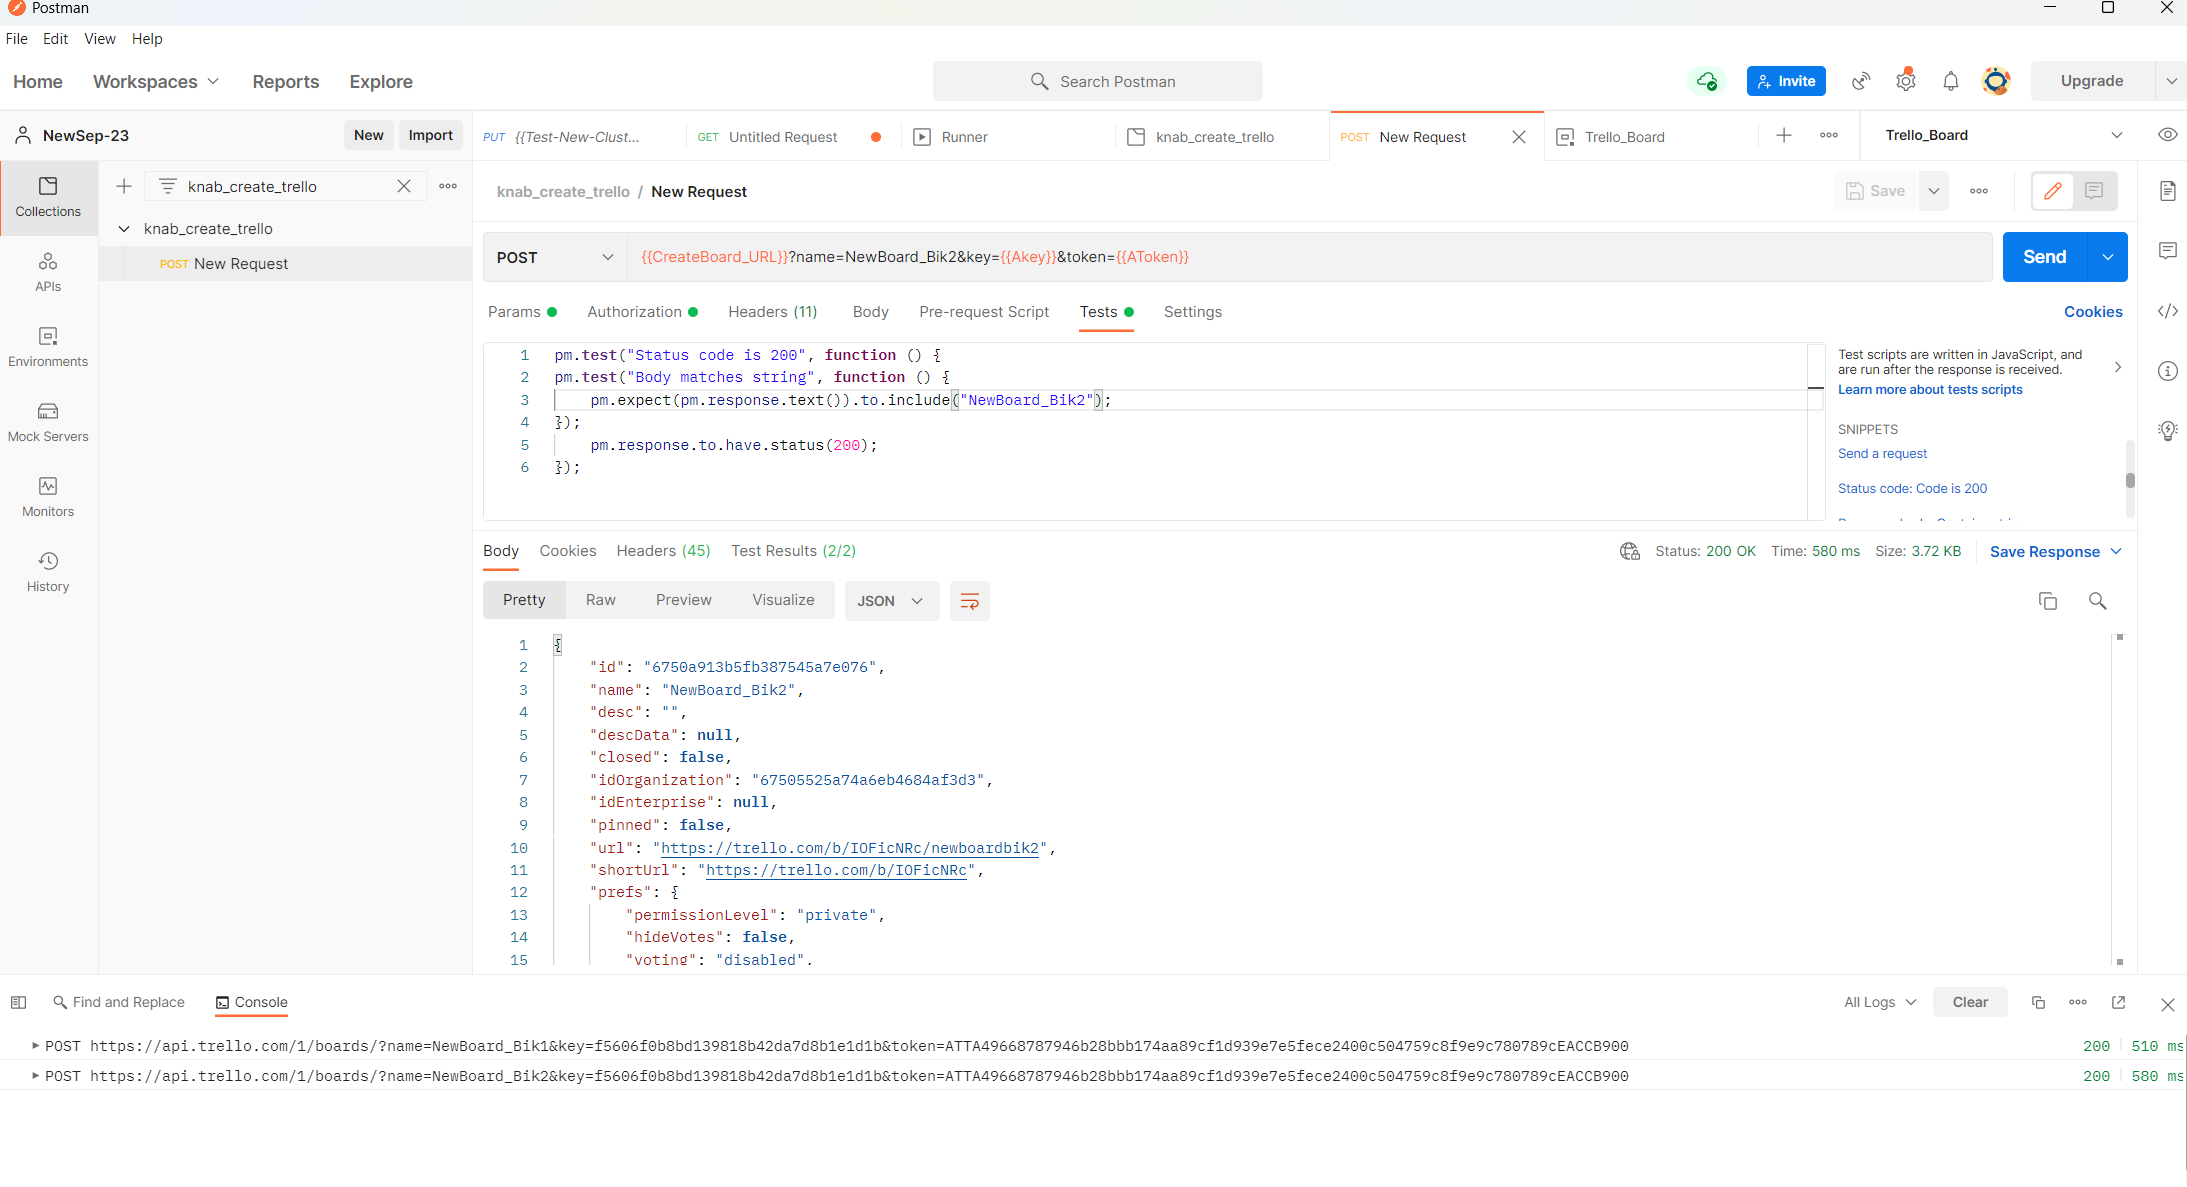 Postman
File Edit View Help
Home Workspaces Reports Explore
Search Postman
Invite
Upgrade
NewSep-23
New Import
PUT {{Test-New-Clust...
GET Untitled Request
Runner
knab_create_trello
POST New Request
Trello_Board
Trello_Board
Collections
APIs
Environments
Mock Servers
Monitors
History
knab_create_trello
knab_create_trello
POST New Request
knab_create_trello / New Request
Save
POST
{{CreateBoard_URL}}?name=NewBoard_Bik2&key={{Akey}}&token={{AToken}}
Send
Params Authorization Headers (11) Body Pre-request Script Tests Settings
Cookies
1 pm.test("Status code is 200", function () {
2 pm.test("Body matches string", function () {
3 pm.expect(pm.response.text()).to.include("NewBoard_Bik2");
4 });
5 pm.response.to.have.status(200);
6 });
Test scripts are written in JavaScript, and
are run after the response is received.
Learn more about tests scripts
SNIPPETS
Send a request
Status code: Code is 200
Body Cookies Headers (45) Test Results (2/2)
Status: 200 OK Time: 580 ms Size: 3.72 KB
Save Response
Pretty Raw Preview Visualize JSON
1 {
2 "id": "6750a913b5fb387545a7e076",
3 "name": "NewBoard_Bik2",
4 "desc": "",
5 "descData": null,
6 "closed": false,
7 "idOrganization": "67505525a74a6eb4684af3d3",
8 "idEnterprise": null,
9 "pinned": false,
10 "url": "https://trello.com/b/IOFicNRc/newboardbik2",
11 "shortUrl": "https://trello.com/b/IOFicNRc",
12 "prefs": {
13 "permissionLevel": "private",
14 "hideVotes": false,
15 "voting": "disabled",
Find and Replace Console
All Logs Clear
POST https://api.trello.com/1/boards/?name=NewBoard_Bik1&key=f5606f0b8bd139818b42da7d8b1e1d1b&token=ATTA49668787946b28bbb174aa89cf1d939e7e5fece2400c504759c8f9e9c780789cEACCB900 200 510 ms
POST https://api.trello.com/1/boards/?name=NewBoard_Bik2&key=f5606f0b8bd139818b42da7d8b1e1d1b&token=ATTA49668787946b28bbb174aa89cf1d939e7e5fece2400c504759c8f9e9c780789cEACCB900 200 580 ms